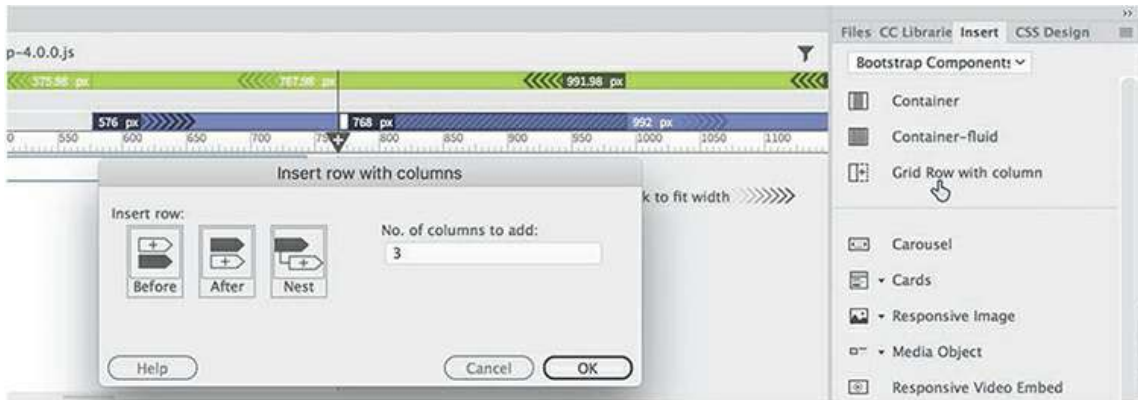 p-4.0.0.js
375.98 px 767.98 px 991.98 px
576 px 768 px 992 px
0 550 600 650 700 75 800 850 900 950 1000 1050 1100
Insert row with columns
k to fit width
Insert row:
No. of columns to add:
3
Before After Nest
Help Cancel OK
Files CC Librarie Insert CSS Design
Bootstrap Component:
Container
Container-fluid
Grid Row with column
Carousel
Cards
Responsive Image
Media Object
Responsive Video Embed